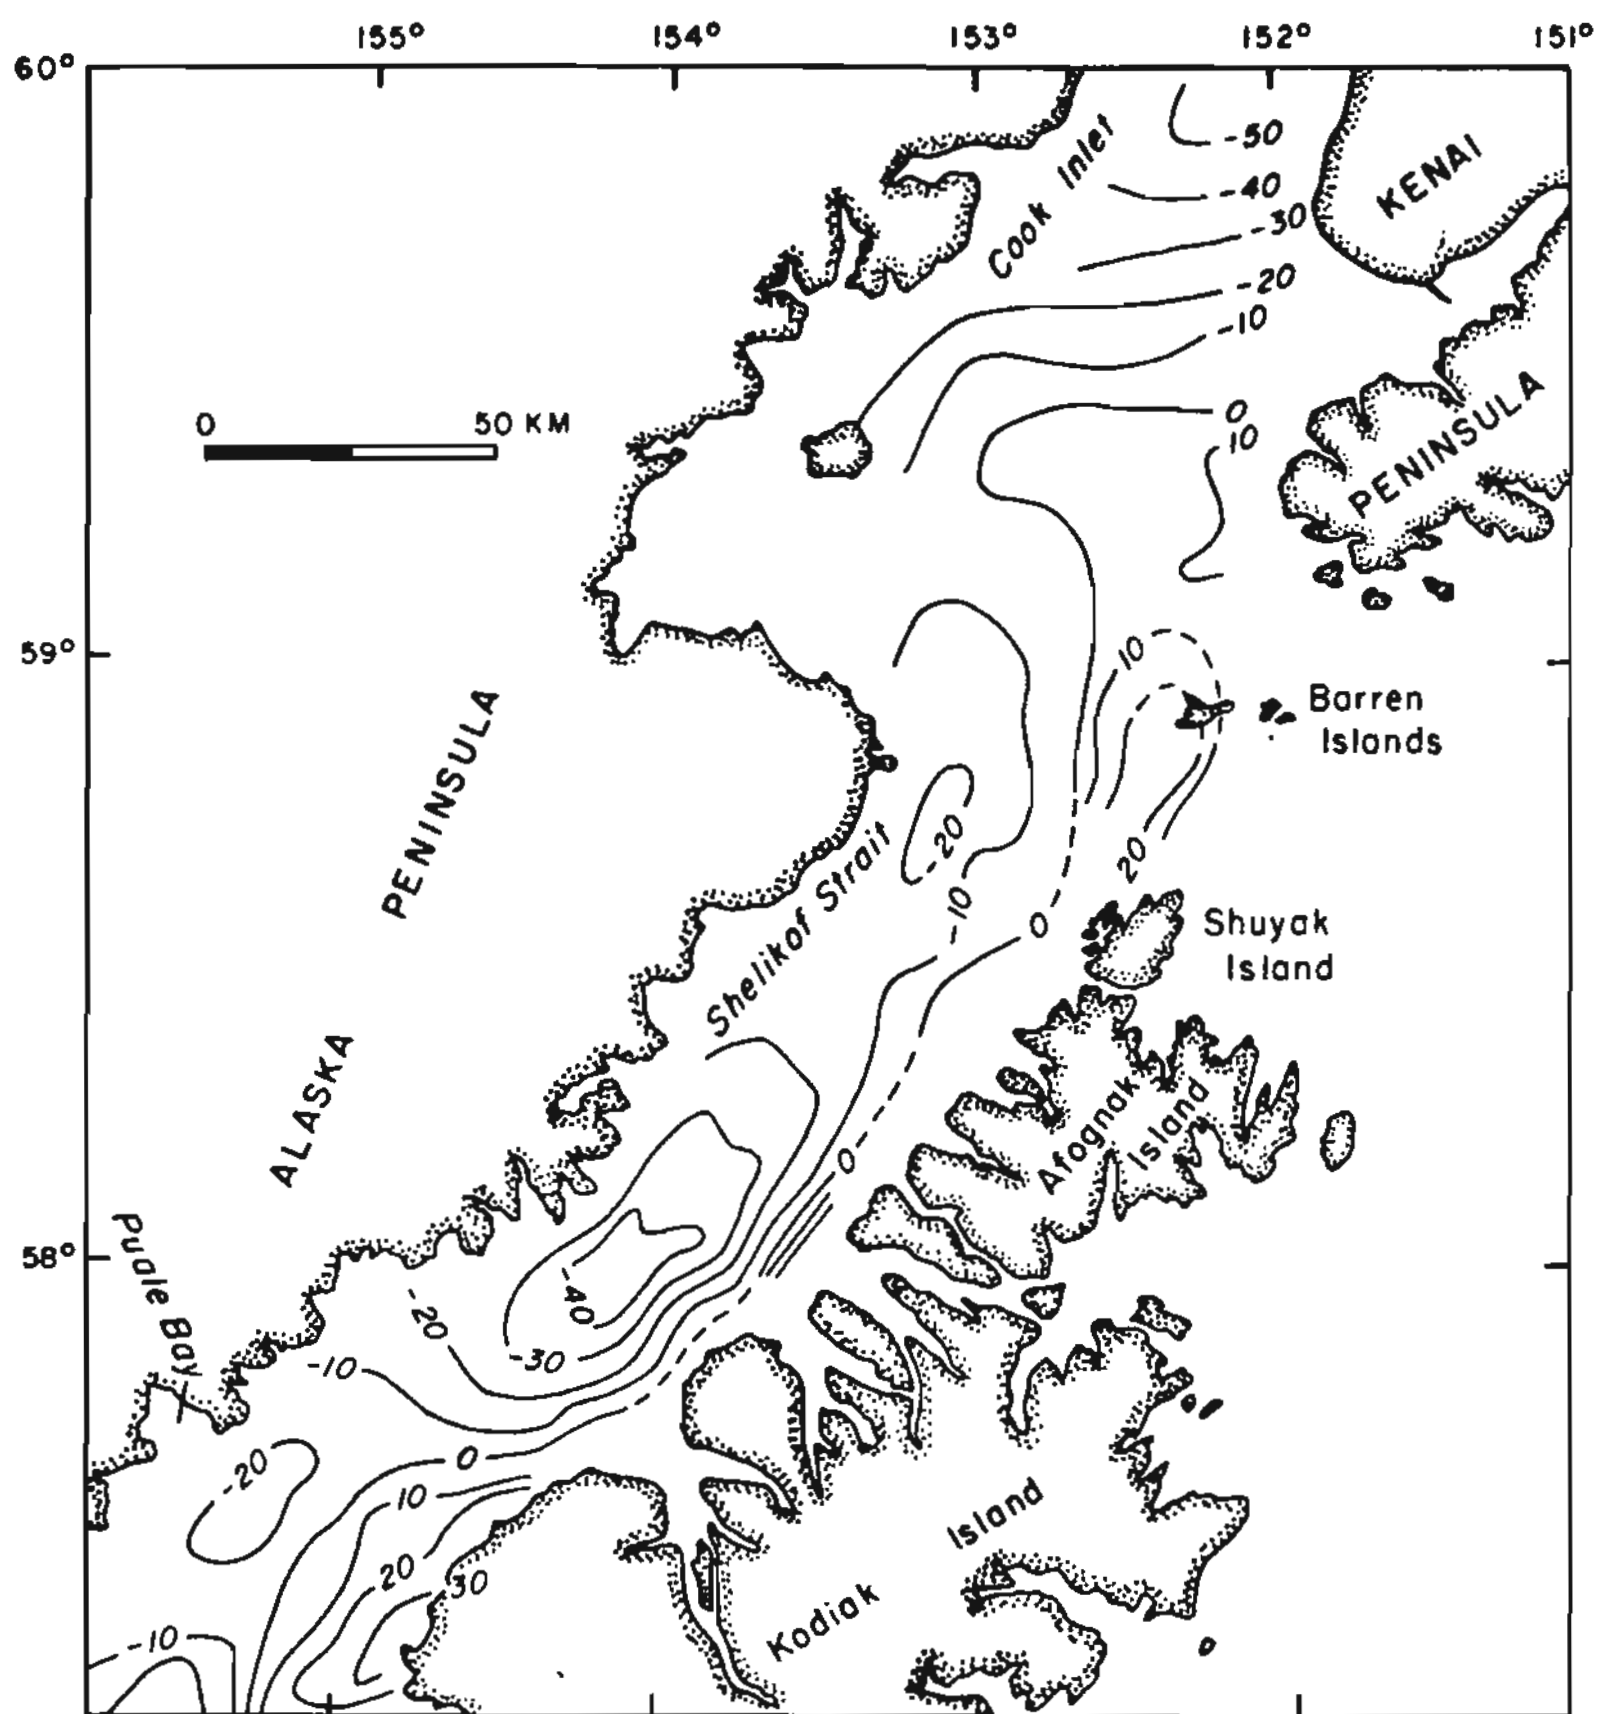 155° 154° 153° 152° 151°
60°
-50
-40
-30
-20
-10
0
10
Cook Inlet
KENAI
PENINSULA
0 50 KM
59°
10
Barren
Islands
20
ALASKA
PENINSULA
Shelikof Strait
-20
10
0
Shuyak
Island
Afognak
Island
0
58°
Puale Bay
-20
-40
-30
-10
-20
0
10
20
30
-10
Kodiak
Island